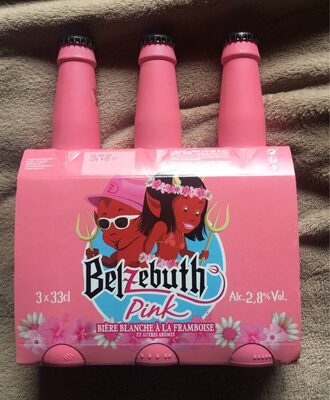 Belzebuth
Pink
3 x 33cl
Alc. 2,8% Vol.
BIÈRE BLANCHE À LA FRAMBOISE
ET AUTRES ARÔMES